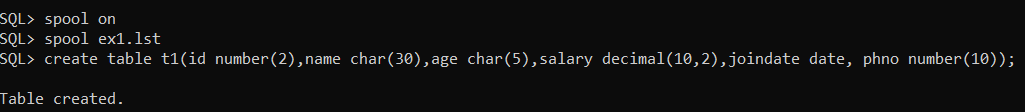 SQL> spool on
SQL> spool ex1.lst
SQL> create table t1(id number(2),name char(30),age char(5),salary decimal(10,2),joindate date, phno number(10));
Table created.